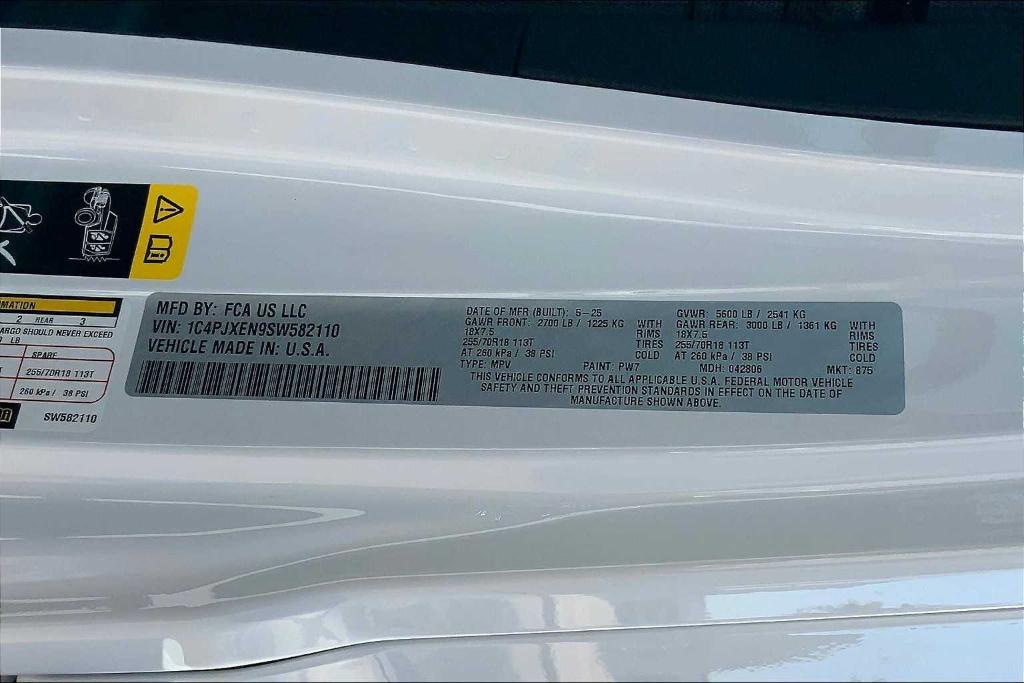 MFD BY: FCA US LLC
VIN: 1C4PJXEN9SW582110
VEHICLE MADE IN: U.S.A.
DATE OF MFR (BUILT): 5-25
GAWR FRONT: 2700 LB / 1225 KG WITH
18X7.5 RIMS
255/70R18 113T TIRES
AT 260 kPa / 38 PSI COLD
GVWR: 5600 LB / 2541 KG
GAWR REAR: 3000 LB / 1361 KG WITH
18X7.5 RIMS
255/70R18 113T TIRES
AT 260 kPa / 38 PSI COLD
TYPE: MPV PAINT: PW7 MDH: 042806 MKT: 875
THIS VEHICLE CONFORMS TO ALL APPLICABLE U.S.A. FEDERAL MOTOR VEHICLE
SAFETY AND THEFT PREVENTION STANDARDS IN EFFECT ON THE DATE OF
MANUFACTURE SHOWN ABOVE.
2 REAR 3
SHOULD NEVER EXCEED
LB
SPARE
255/70R18 113T
260 kPa / 38 PSI
SW582110